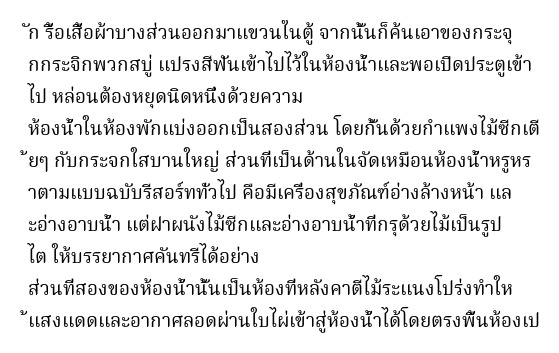 ัก รื้อเสื้อผ้าบางส่วนออกมาแขวนในตู้ จากนั้นก็ค้นเอาของกระจุ
กกระจิกพวกสบู่ แปรงสีฟันเข้าไปไว้ในห้องน้ำและพอเปิดประตูเข้า
ไป หล่อนต้องหยุดนิดหนึ่งด้วยความ
ห้องน้ำในห้องพักแบ่งออกเป็นสองส่วน โดยกั้นด้วยกำแพงไม้ซีกเตี
้ยๆ กับกระจกใสบานใหญ่ ส่วนที่เป็นด้านในจัดเหมือนห้องน้ำหรูหร
าตามแบบฉบับรีสอร์ททั่วไป คือมีเครื่องสุขภัณฑ์อ่างล้างหน้า แล
ะอ่างอาบน้ำ แต่ฝาผนังไม้ซีกและอ่างอาบน้ำที่กรุด้วยไม้เป็นรูป
ไต ให้บรรยากาศคันทรีได้อย่าง
ส่วนที่สองของห้องน้ำนั้นเป็นห้องที่หลังคาตีไม้ระแนงโปร่งทำให
้แสงแดดและอากาศลอดผ่านใบไผ่เข้าสู่ห้องน้ำได้โดยตรงพื้นห้องเป